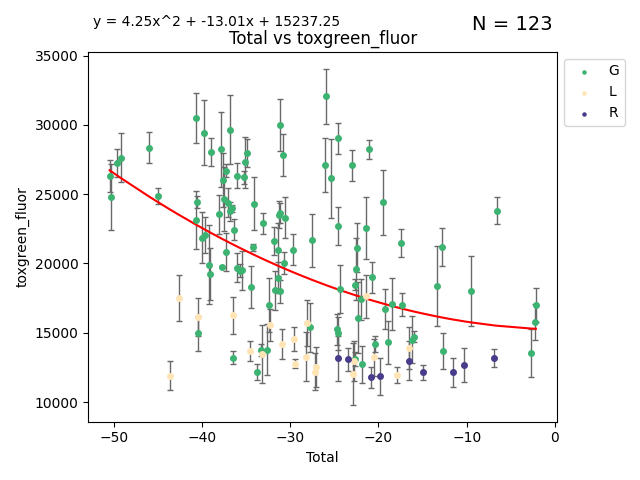 y = 4.25x^2 + -13.01x + 15237.25
N = 123
Total vs toxgreen_fluor
35000
30000
25000
20000
15000
10000
toxgreen_fluor
−50
−40
−30
−20
−10
0
Total
G
L
R